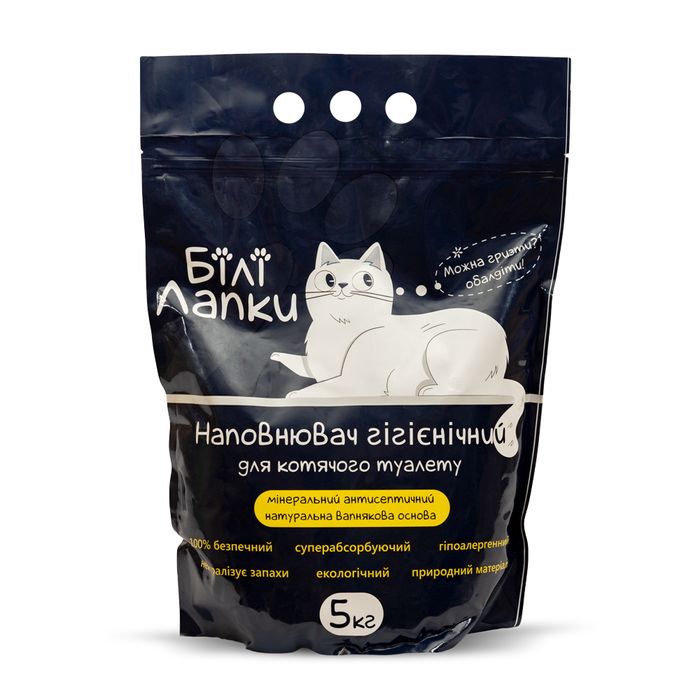 Білі
Лапки
Можна гризти?
обалдіти!
Наповнювач гігієнічний
для котячого туалету
мінеральний антисептичний
натуральна вапнякова основа
100% безпечний суперабсорбуючий гіпоалергенний
нейтралізує запахи екологічний природний матеріал
5кг